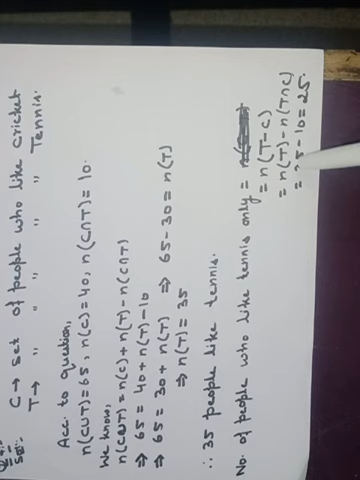 C → set of people who like cricket
T → " " " " " Tennis.
Acc. to question,
n(C∪T) = 65, n(C) = 40, n(C∩T) = 10.
We know,
n(C∪T) = n(C) + n(T) - n(C∩T)
⇒ 65 = 40 + n(T) - 10
⇒ 65 = 30 + n(T) ⇒ 65 - 30 = n(T)
⇒ n(T) = 35
∴ 35 people like tennis.
No. of people who like tennis only =
= n(T-C)
= n(T) - n(T∩C)
= 35 - 10 = 25.